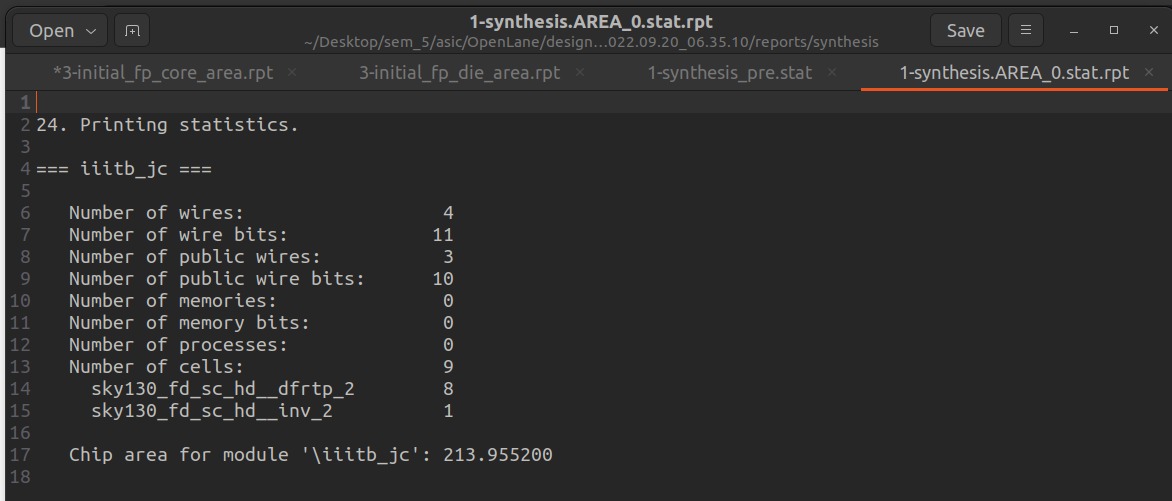 Open
1-synthesis.AREA_0.stat.rpt
~/Desktop/sem_5/asic/OpenLane/design...022.09.20_06.35.10/reports/synthesis
Save
*3-initial_fp_core_area.rpt × 3-initial_fp_die_area.rpt × 1-synthesis_pre.stat × 1-synthesis.AREA_0.stat.rpt ×
1
2 24. Printing statistics.
3
4 === iiitb_jc ===
5
6 Number of wires: 4
7 Number of wire bits: 11
8 Number of public wires: 3
9 Number of public wire bits: 10
10 Number of memories: 0
11 Number of memory bits: 0
12 Number of processes: 0
13 Number of cells: 9
14 sky130_fd_sc_hd__dfrtp_2 8
15 sky130_fd_sc_hd__inv_2 1
16
17 Chip area for module '\iiitb_jc': 213.955200
18